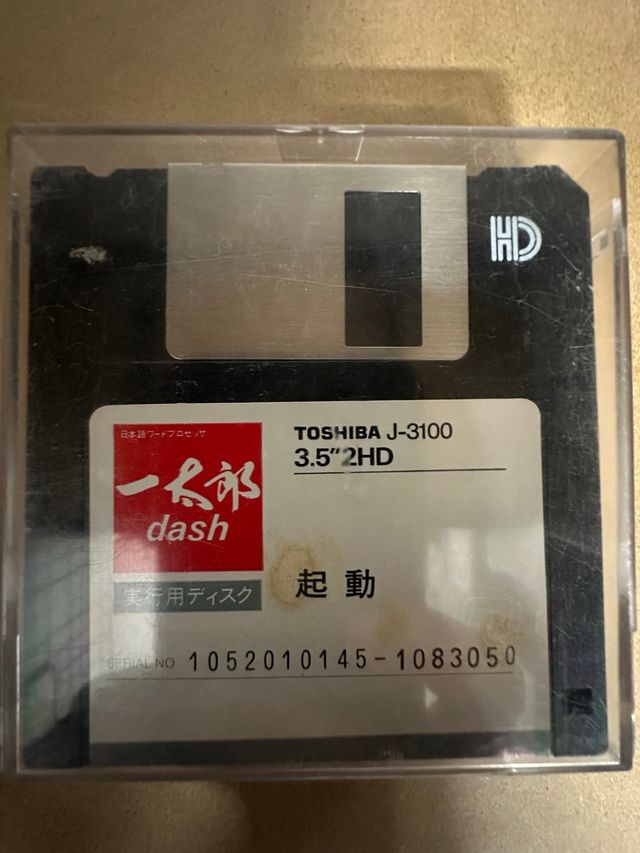 HD
日本語ワードプロセッサ
一太郎
dash
実行用ディスク
TOSHIBA J-3100
3.5"2HD
起動
SERIAL NO. 1052010145-1083050